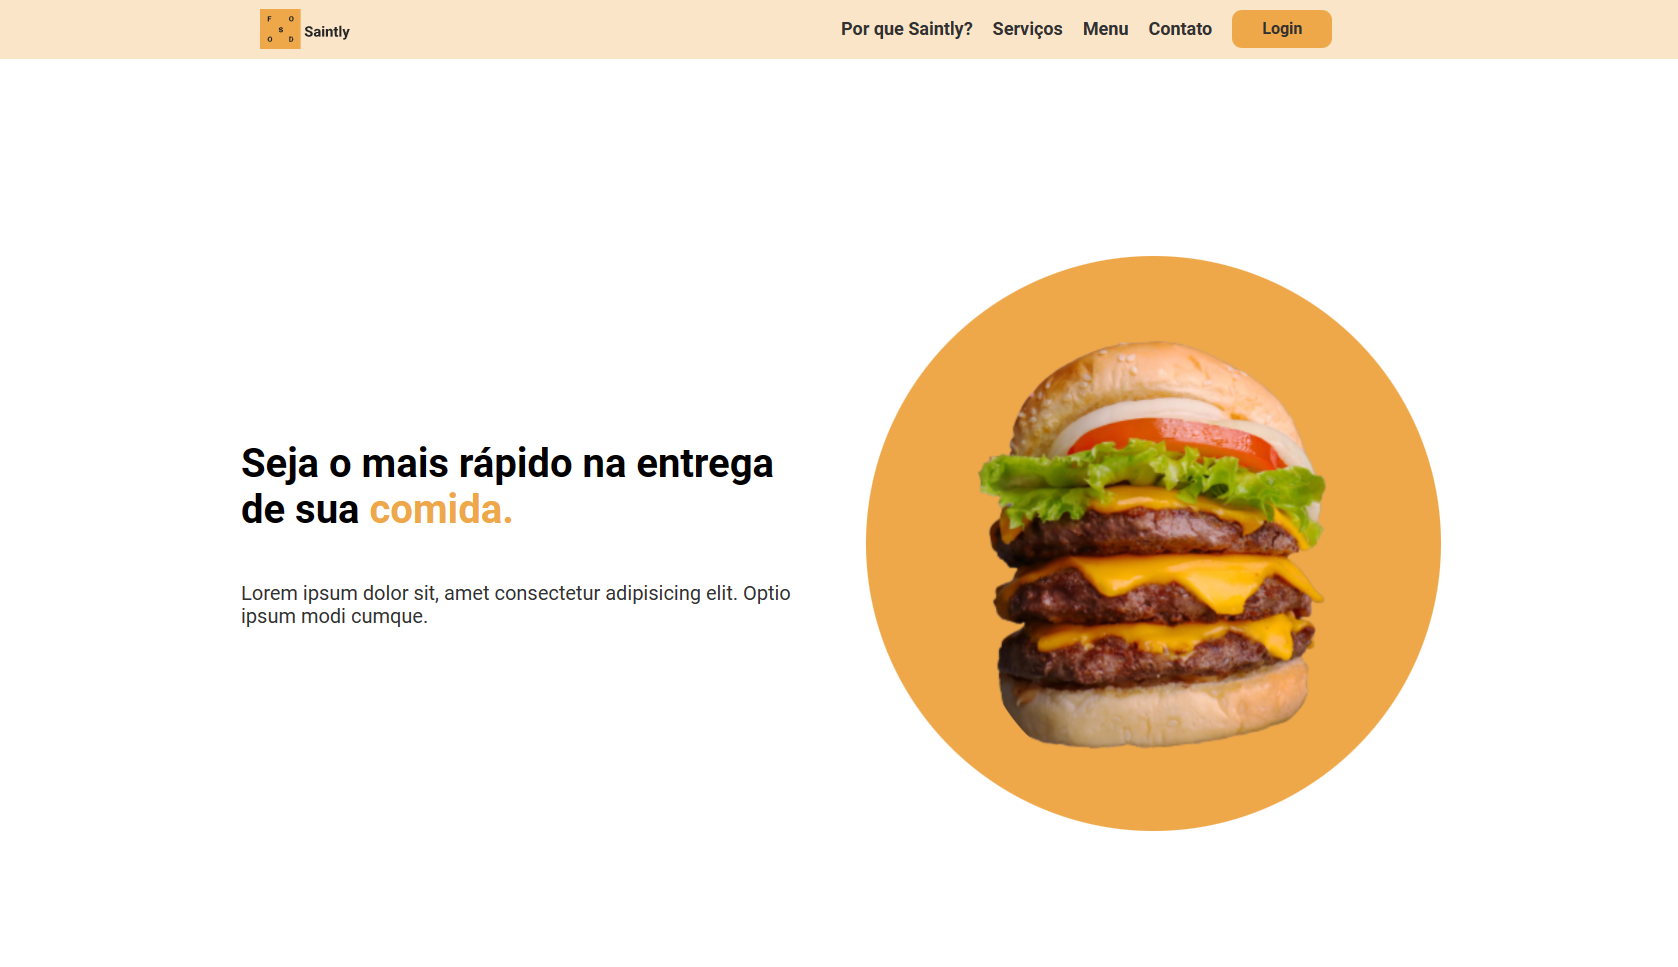 F O
S
O D
Saintly
Por que Saintly? Serviços Menu Contato Login
Seja o mais rápido na entrega
de sua comida.
Lorem ipsum dolor sit, amet consectetur adipisicing elit. Optio
ipsum modi cumque.